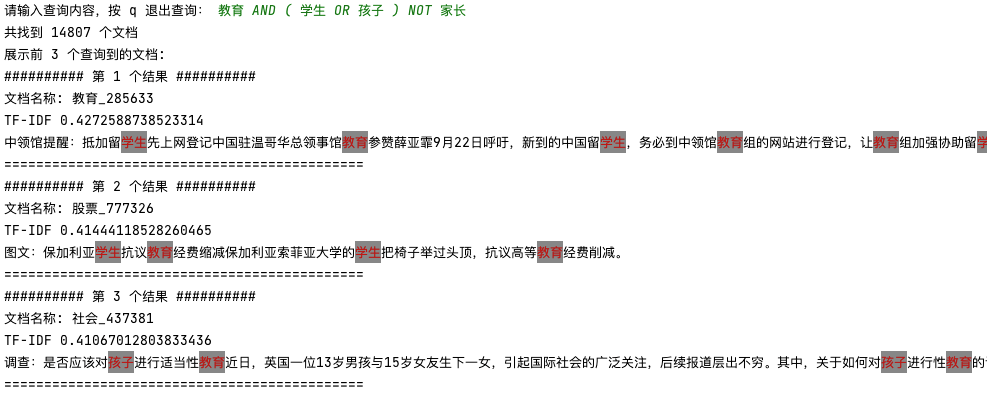 请输入查询内容，按 q 退出查询： 教育 AND ( 学生 OR 孩子 ) NOT 家长
共找到 14807 个文档
展示前 3 个查询到的文档:
########## 第 1 个结果 ##########
文档名称: 教育_285633
TF-IDF 0.4272588738523314
中领馆提醒：抵加留学生先上网登记中国驻温哥华总领事馆教育参赞薛亚霏9月22日呼吁，新到的中国留学生，务必到中领馆教育组的网站进行登记，让教育组加强协助留学
==============================================
########## 第 2 个结果 ##########
文档名称: 股票_777326
TF-IDF 0.41444118528260465
图文：保加利亚学生抗议教育经费缩减保加利亚索菲亚大学的学生把椅子举过头顶，抗议高等教育经费削减。
==============================================
########## 第 3 个结果 ##########
文档名称: 社会_437381
TF-IDF 0.41067012803833436
调查：是否应该对孩子进行适当性教育近日，英国一位13岁男孩与15岁女友生下一女，引起国际社会的广泛关注，后续报道层出不穷。其中，关于如何对孩子进行性教育的
==============================================